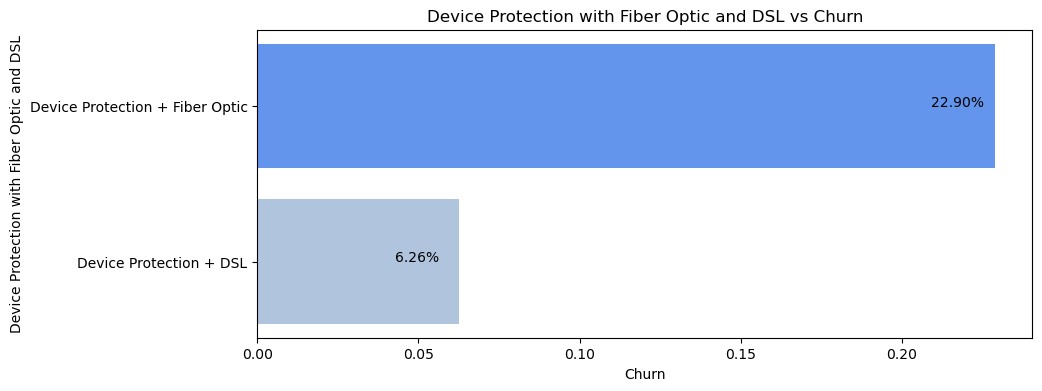 Device Protection with Fiber Optic and DSL vs Churn
Device Protection with Fiber Optic and DSL
Device Protection + Fiber Optic
22.90%
Device Protection + DSL
6.26%
0.00 0.05 0.10 0.15 0.20
Churn